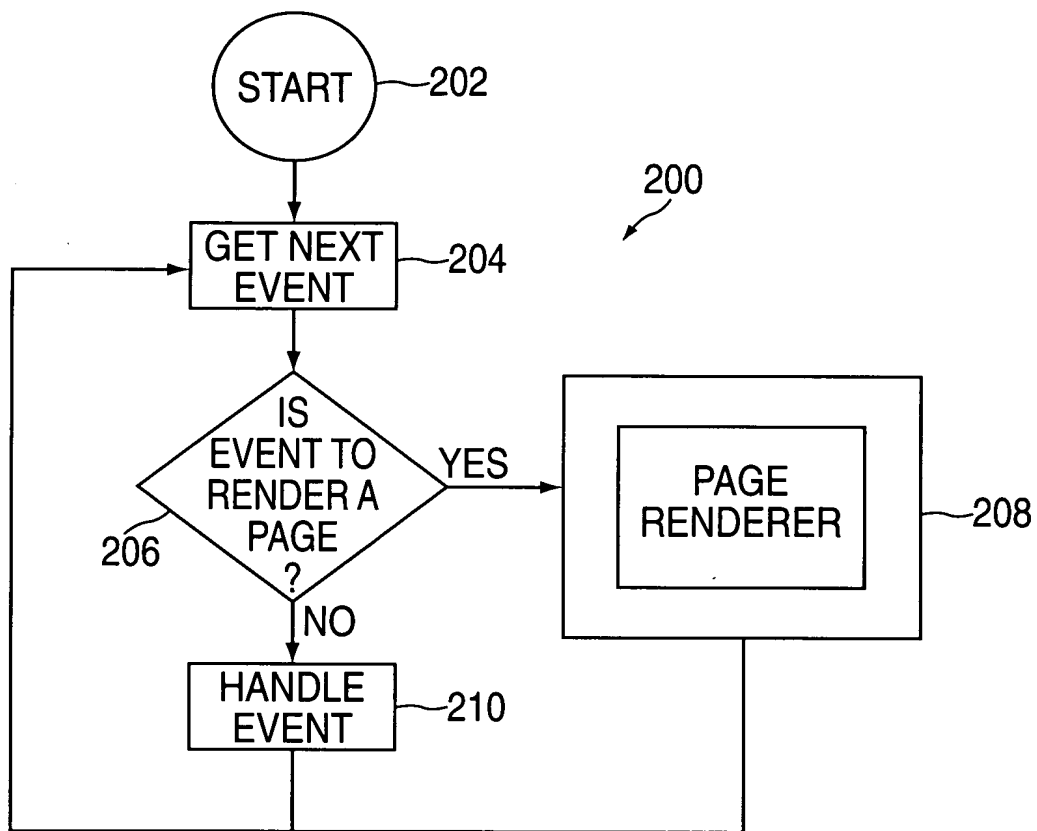 START
202
200
GET NEXT
EVENT
204
IS
EVENT TO
RENDER A
PAGE
?
206
YES
PAGE
RENDERER
208
NO
HANDLE
EVENT
210